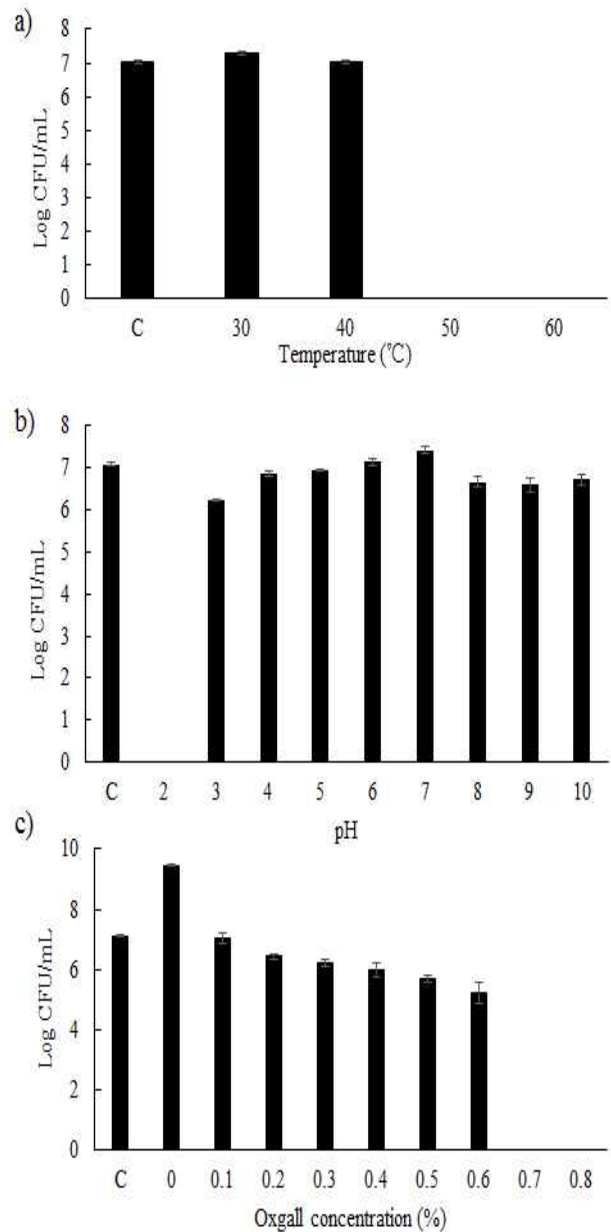 a)
8
7
6
5
4
3
2
1
0
Log CFU/mL
C 30 40 50 60
Temperature (℃)
b)
8
7
6
5
4
3
2
1
0
Log CFU/mL
C 2 3 4 5 6 7 8 9 10
pH
c)
10
8
6
4
2
0
Log CFU/mL
C 0 0.1 0.2 0.3 0.4 0.5 0.6 0.7 0.8
Oxgall concentration (%)